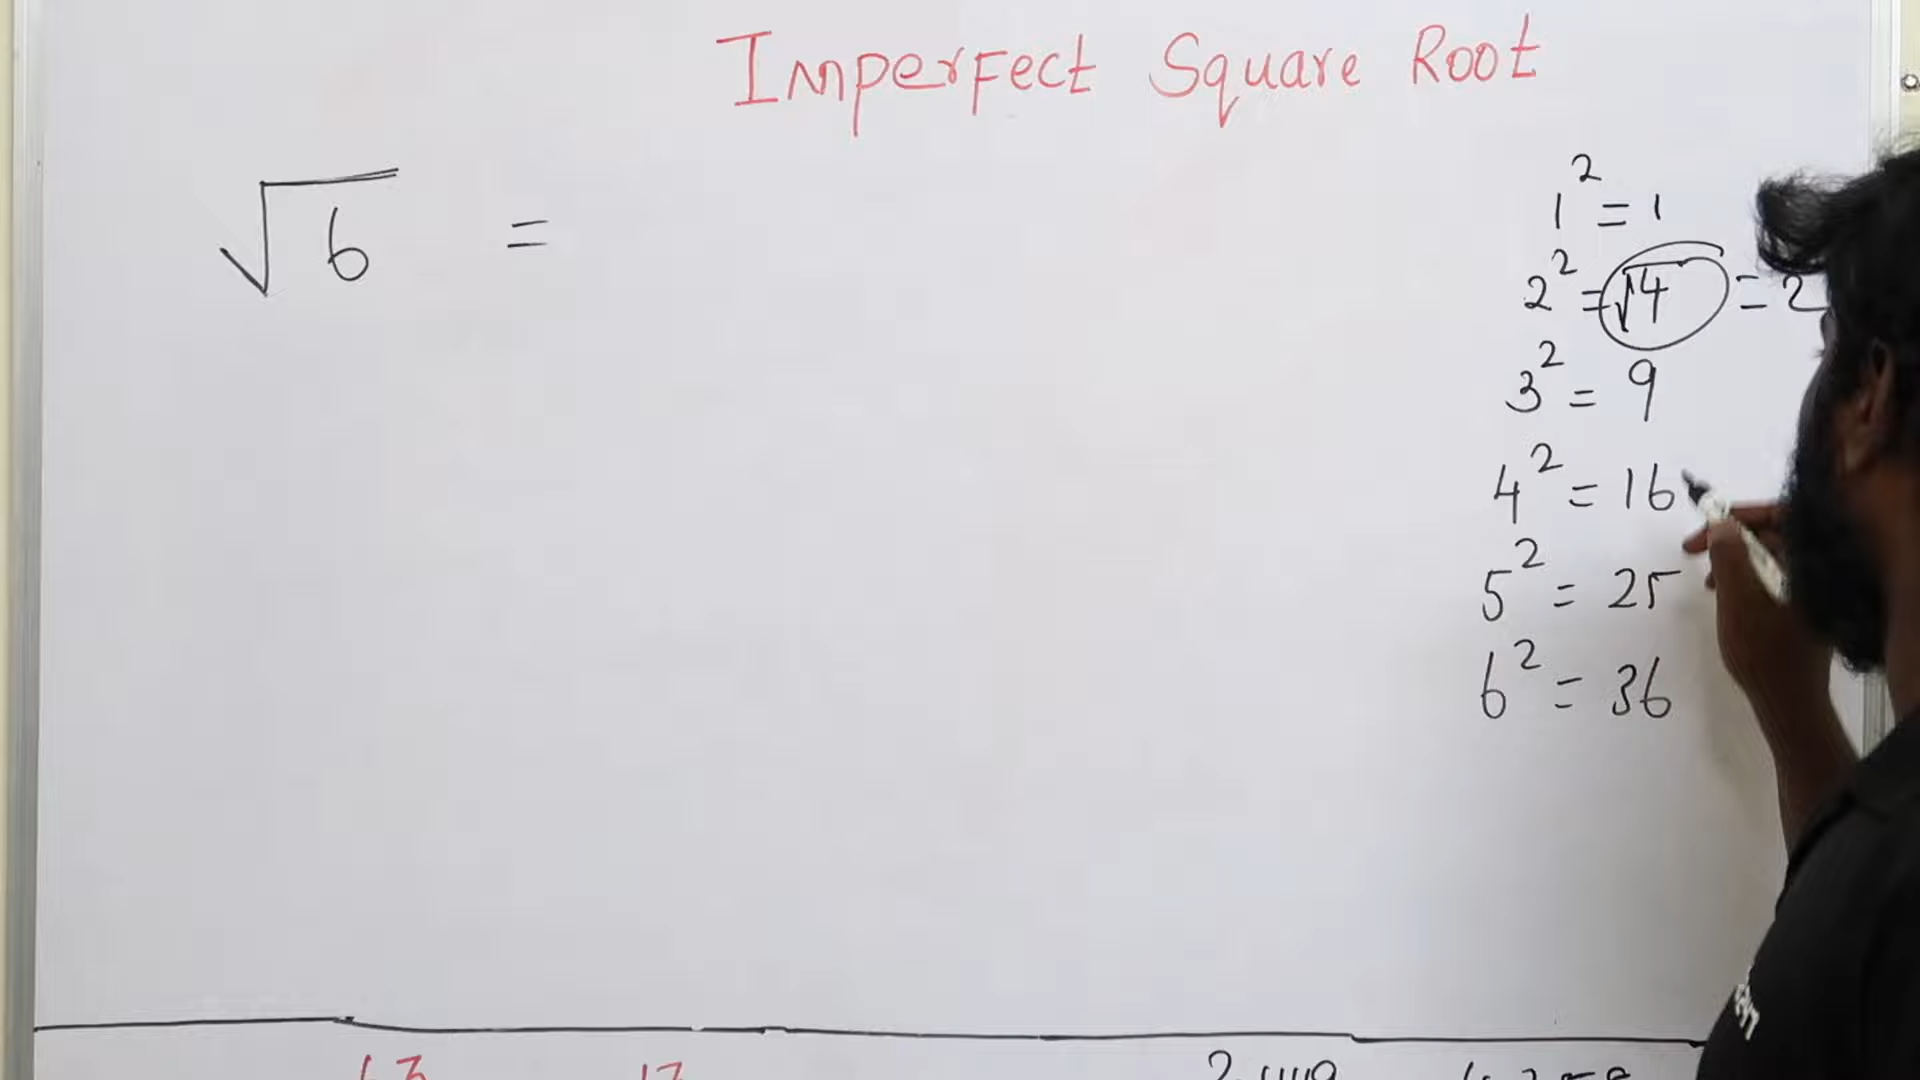 Imperfect Square Root
√6 =
1² = 1
2² = √4 = 2
3² = 9
4² = 16
5² = 25
6² = 36